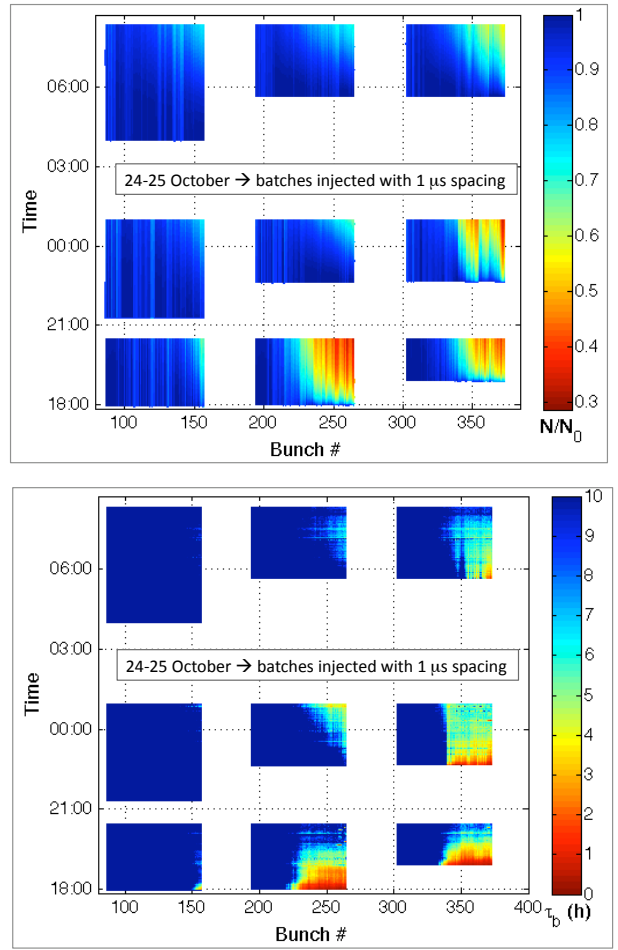 1
0.9
0.8
0.7
0.6
0.5
0.4
0.3
N/N0
06:00
03:00
00:00
21:00
18:00
Time
24-25 October → batches injected with 1 μs spacing
100 150 200 250 300 350
Bunch #
10
9
8
7
6
5
4
3
2
1
0
τb (h)
06:00
03:00
00:00
21:00
18:00
Time
24-25 October → batches injected with 1 μs spacing
100 150 200 250 300 350 400
Bunch #